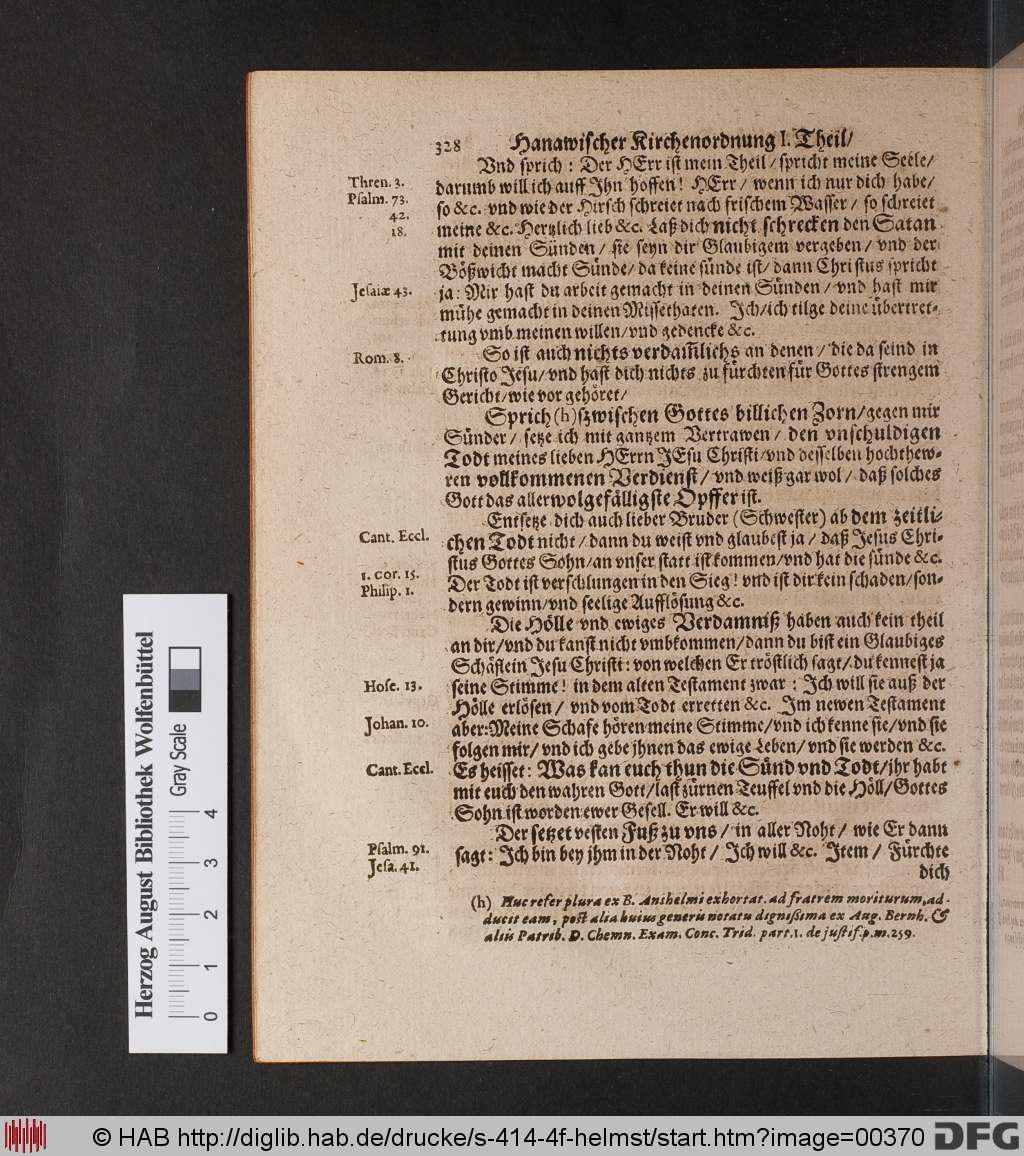 328 Hanawischer Kirchenordnung I. Theil/
Vnd sprich: Der HErr ist mein Theil/ spricht meine Seele/
Thren. 3. darumb will ich auff Jhn hoffen! HErr/ wenn ich nur dich habe/
Psalm. 73. so &c. vnd wie der Hirsch schreiet nach frischem Wasser/ so schreiet
42.
18. meine &c. Hertzlich lieb &c. Laß dich nicht schrecken den Satan
mit deinen Sünden/ sie seyn dir Glaubigem vergeben/ vnd der
Bößwicht macht Sünde/ da keine sünde ist/ dann Christus spricht
Jesaiæ 43. ja: Mir hast du arbeit gemacht in deinen Sünden/ vnd hast mir
mühe gemacht in deinen Missethaten. Jch/ ich tilge deine übertret-
tung vmb meinen willen/ vnd gedencke &c.
Rom. 8. So ist auch nichts verdam̃lichs an denen/ die da seind in
Christo Jesu/ vnd hast dich nichts zu fürchten für Gottes strengem
Gericht/ wie vor gehöret/
Sprich (h) szwischen Gottes billichen Zorn/ gegen mir
Sünder/ setze ich mit gantzem Vertrawen/ den vnschuldigen
Todt meines lieben HErrn JEsu Christi/ vnd desselben hochthew-
ren vollkommenen Verdienst/ vnd weiß gar wol/ daß solches
Gott das allerwolgefälligste Opffer ist.
Entsetze dich auch lieber Bruder (Schwester) ab dem zeitli-
Cant. Eccl. chen Todt nicht/ dann du weist vnd glaubest ja/ daß Jesus Chri-
stus Gottes Sohn/ an vnser statt ist kommen/ vnd hat die sünde &c.
1. cor. 15. Der Todt ist verschlungen in den Sieg! vnd ist dir kein schaden/ son-
Philip. 1. dern gewinn/ vnd seelige Aufflösung &c.
Die Hölle vnd ewiges Verdamniß haben auch kein theil
an dir/ vnd du kanst nicht vmbkommen/ dann du bist ein Glaubiges
Schäflein Jesu Christi: von welchen Er tröstlich sagt/ du kennest ja
Hose. 13. seine Stimme! in dem alten Testament zwar: Jch will sie auß der
Hölle erlösen/ vnd vom Todt erretten &c. Jm newen Testament
Johan. 10. aber: Meine Schafe hören meine Stimme/ vnd ich kenne sie/ vnd sie
folgen mir/ vnd ich gebe jhnen das ewige Leben/ vnd sie werden &c.
Cant. Eccl. Es heisset: Was kan euch thun die Sünd vnd Todt/ jhr habt
mit euch den wahren Gott/ last zürnen Teuffel vnd die Höll/ Gottes
Sohn ist worden ewer Gesell. Er will &c.
Der setzet vesten Fuß zu vns/ in aller Noht/ wie Er dann
Psalm. 91. sagt: Jch bin bey jhm in der Noht/ Jch will &c. Jtem/ Fürchte
Jesa. 41. dich
(h) Huc refer plura ex B. Anshelmi exhortat. ad fratrem moriturum, ad-
ducit eam, post alia huius generis notatu dignißima ex Aug. Bernh. &
aliis Patrib. D. Chemn. Exam. Conc. Trid. part. 1. de justif. p. m. 259.
Herzog August Bibliothek Wolfenbüttel
Gray Scale
0 1 2 3 4
© HAB http://diglib.hab.de/drucke/s-414-4f-helmst/start.htm?image=00370 DFG